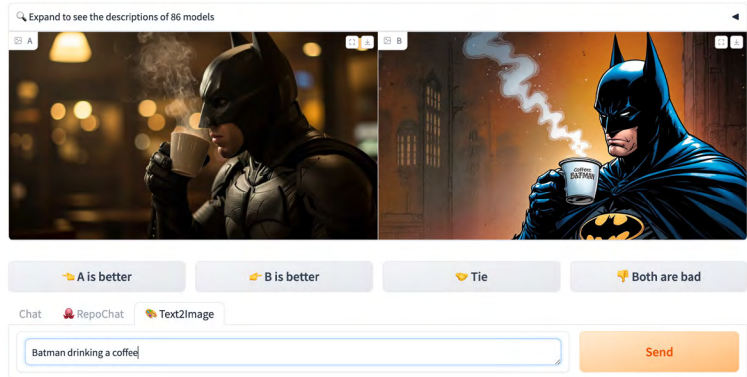 Expand to see the descriptions of 86 models
A
B
Coffee
BATMAN
A is better
B is better
Tie
Both are bad
Chat
RepoChat
Text2Image
Batman drinking a coffee
Send